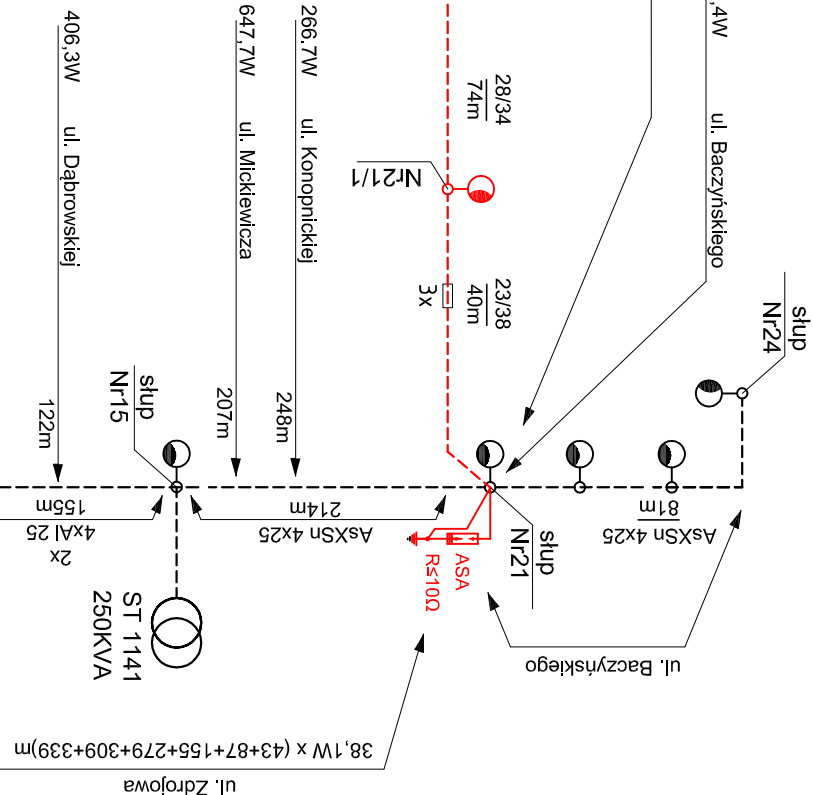 406,3W ul. Dąbrowskiej
122m
647,7W ul. Mickiewicza
207m
266.7W ul. Konopnickiej
248m
,4W ul. Baczyńskiego
28/34
74m
Nr21/1
23/38
40m
3x
słup
Nr24
słup
Nr15
słup
Nr21
155m
4xAl 25
2x
214m
AsXSn 4x25
81m
AsXSn 4x25
ASA
R≤10Ω
ST 1141
250KVA
ul. Baczyńskiego
38,1W x (43+87+155+279+309+339)m
ul. Zdrojowa